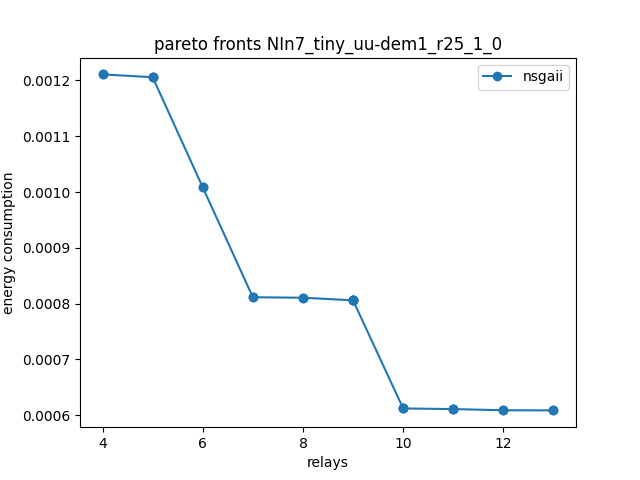 pareto fronts NIn7_tiny_uu-dem1_r25_1_0
nsgaii
energy consumption
0.0012
0.0011
0.0010
0.0009
0.0008
0.0007
0.0006
4 6 8 10 12
relays